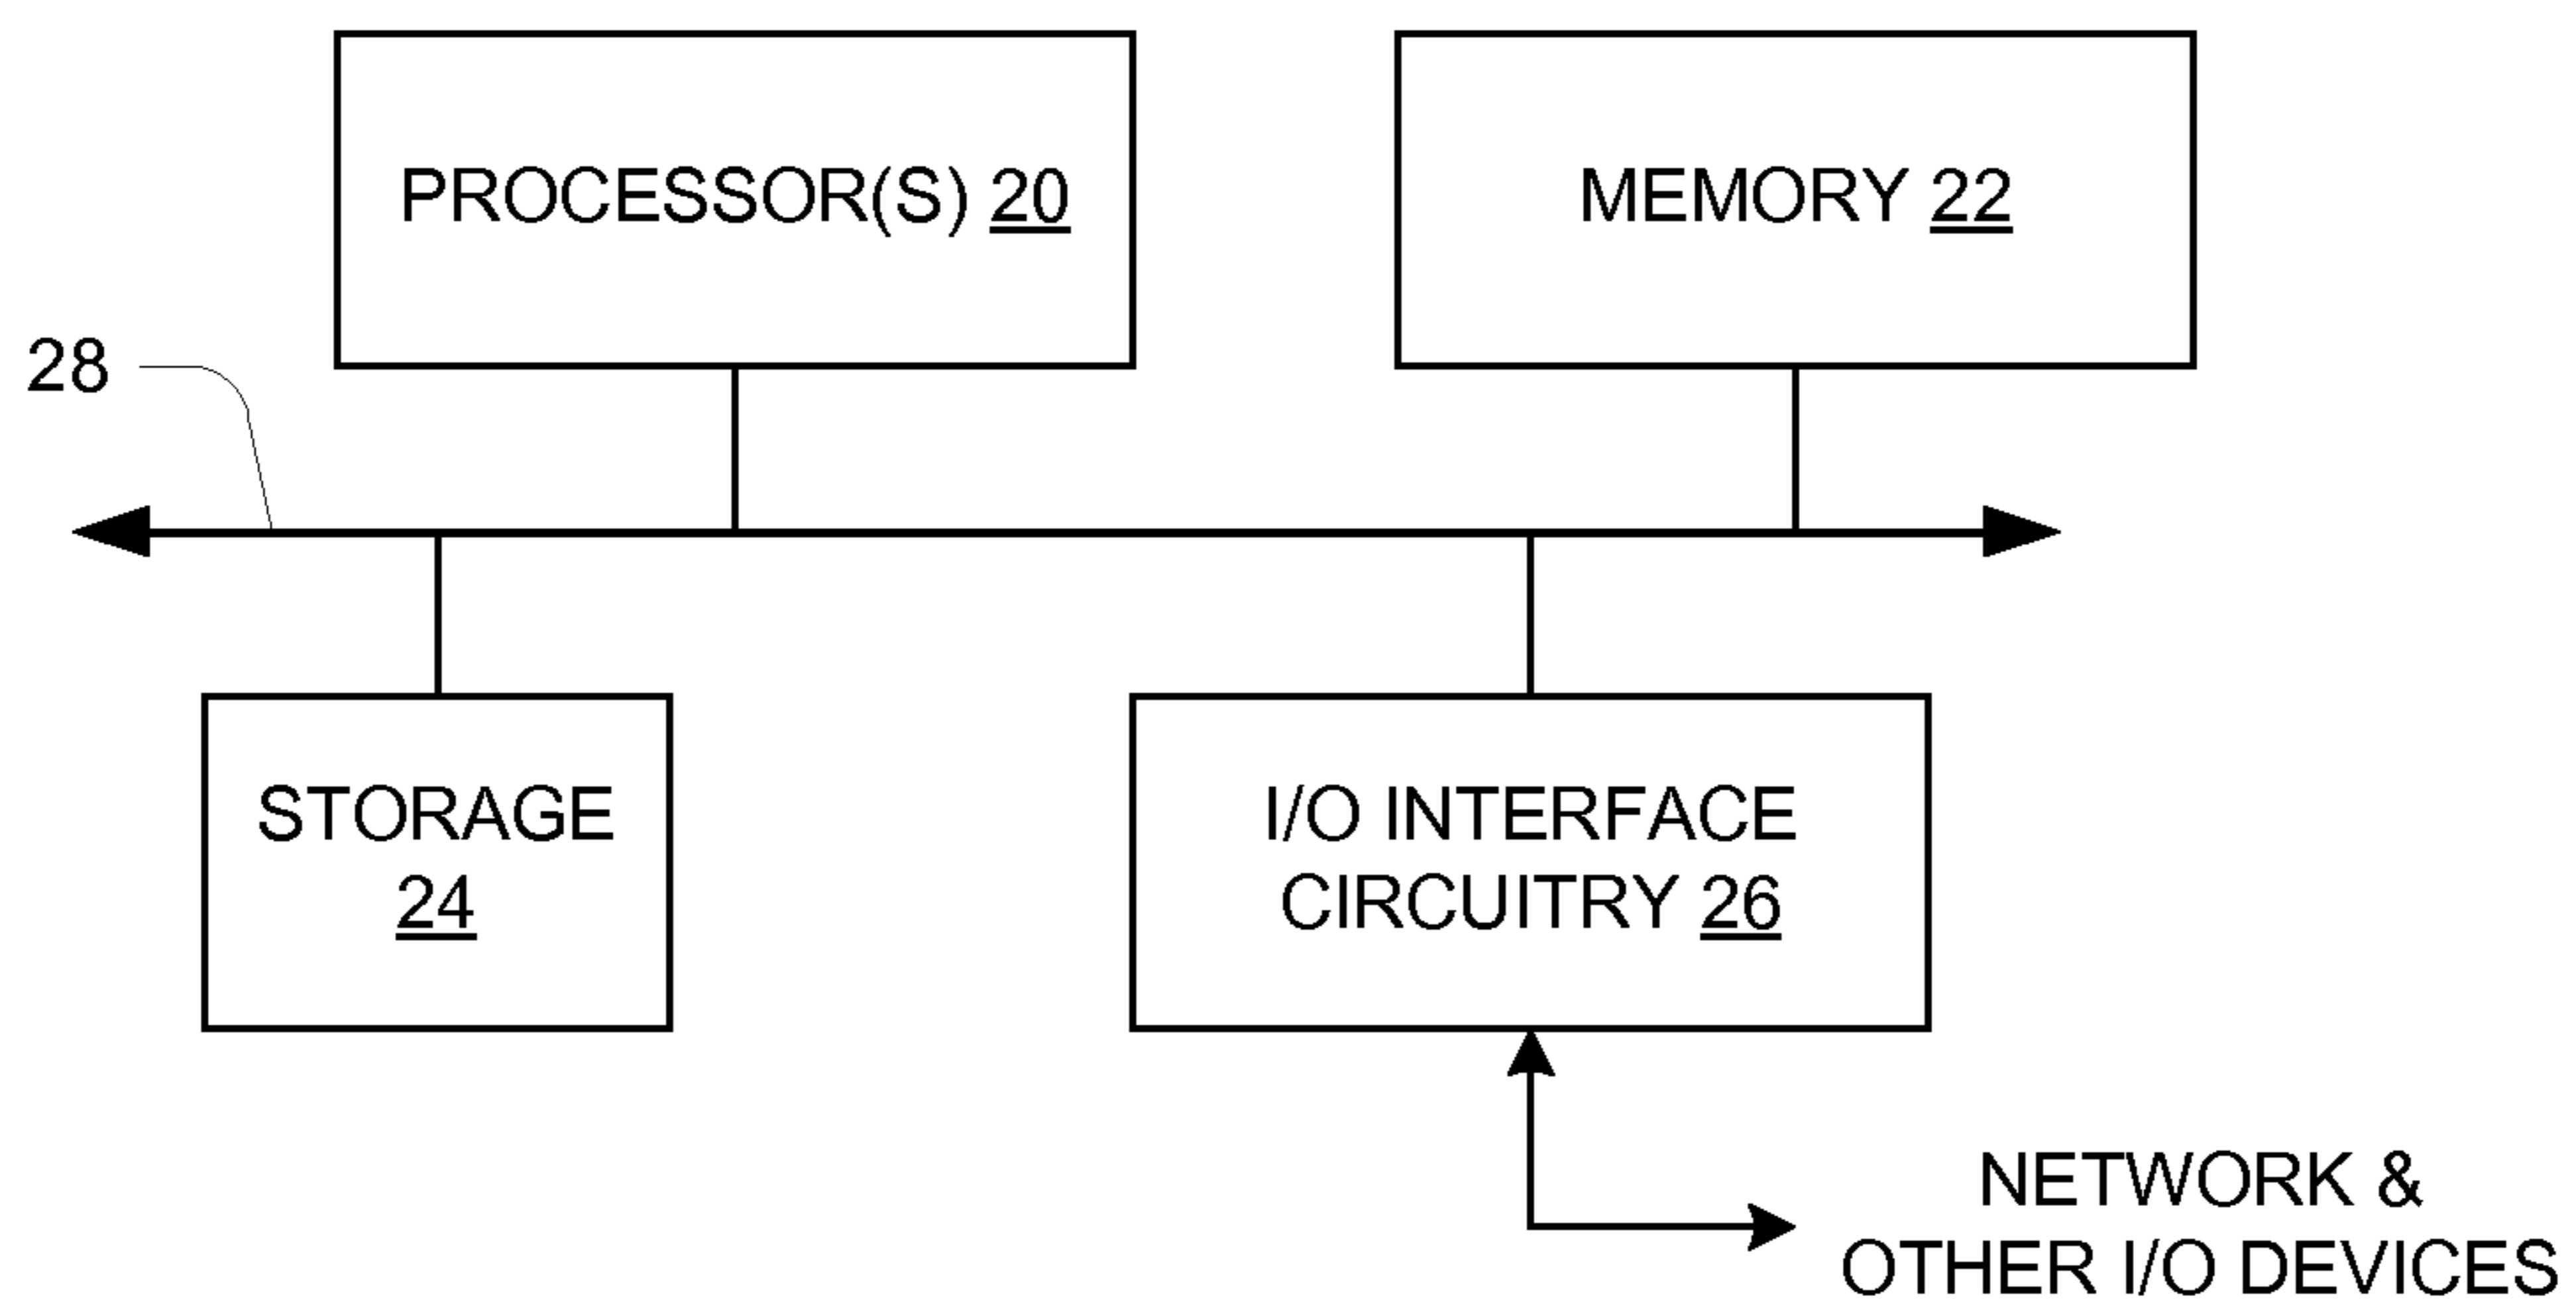 PROCESSOR(S) 20
MEMORY 22
28
STORAGE
24
I/O INTERFACE
CIRCUITRY 26
NETWORK &
OTHER I/O DEVICES